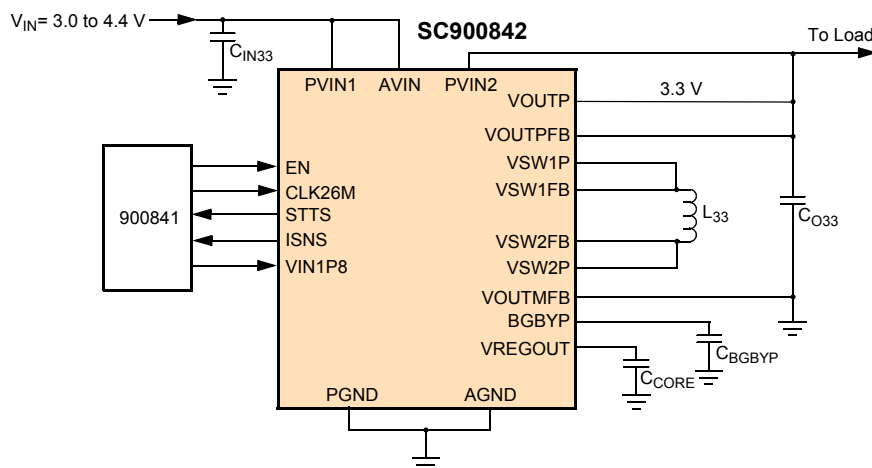 V_IN= 3.0 to 4.4 V
SC900842
To Load
C_IN33
PVIN1 AVIN PVIN2
VOUTP
3.3 V
VOUTPFB
EN
VSW1P
CLK26M
VSW1FB
900841
STTS
L_33
C_O33
ISNS
VSW2FB
VIN1P8
VSW2P
VOUTMFB
BGBYP
C_BGBYP
VREGOUT
C_CORE
PGND AGND